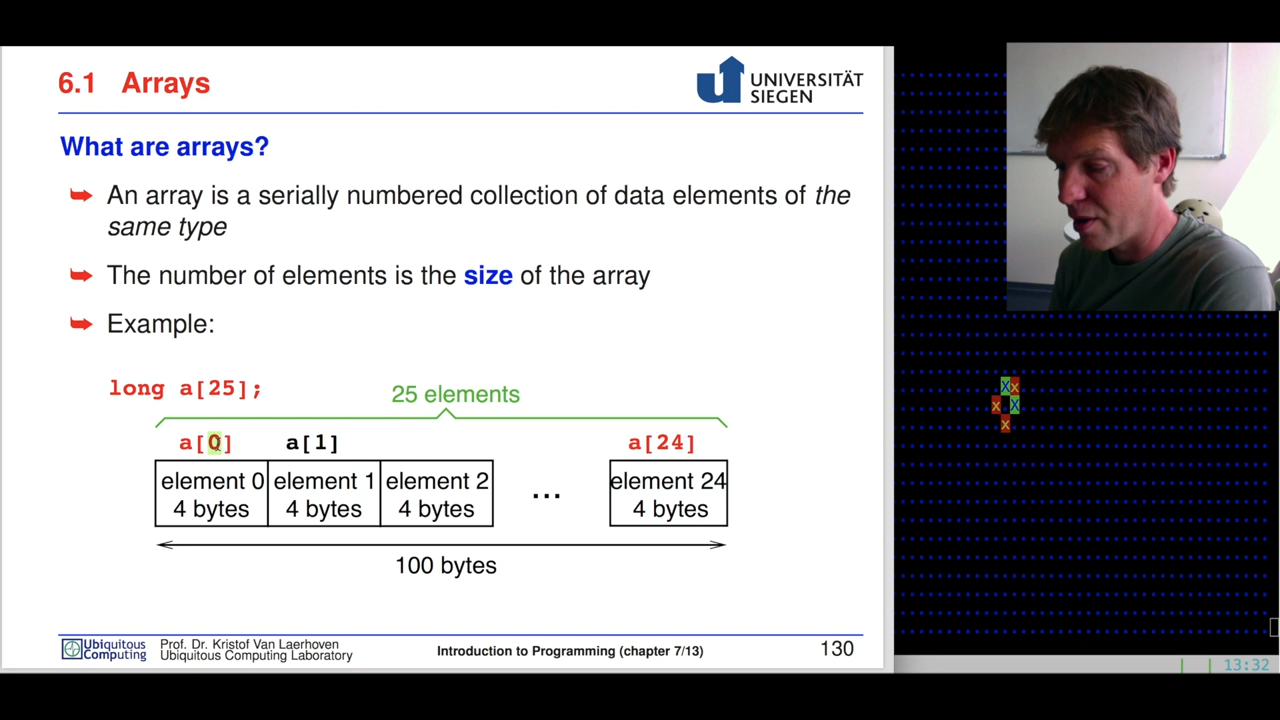 6.1 Arrays
UNIVERSITÄT
SIEGEN
What are arrays?
An array is a serially numbered collection of data elements of the
same type
The number of elements is the size of the array
Example:
long a[25];
25 elements
a[0] a[1] a[24]
element 0 element 1 element 2 ... element 24
4 bytes 4 bytes 4 bytes 4 bytes
100 bytes
Ubiquitous
Computing
Prof. Dr. Kristof Van Laerhoven
Ubiquitous Computing Laboratory
Introduction to Programming (chapter 7/13)
130
X x
x X
x
13:32